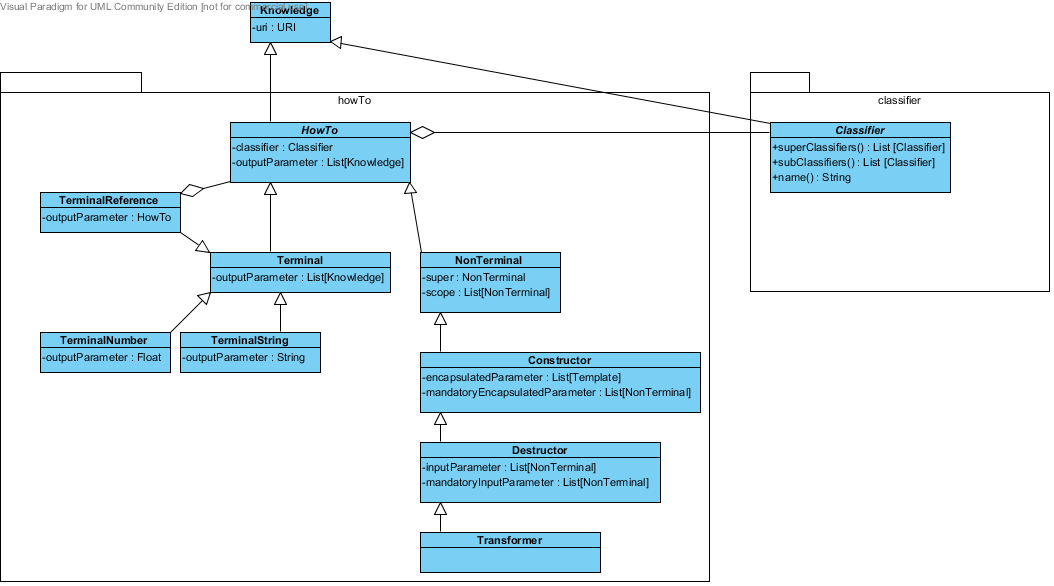 Visual Paradigm for UML Community Edition [not for commercial use]
Knowledge
-uri : URI
howTo
classifier
HowTo
-classifier : Classifier
-outputParameter : List[Knowledge]
Classifier
+superClassifiers() : List [Classifier]
+subClassifiers() : List [Classifier]
+name() : String
TerminalReference
-outputParameter : HowTo
Terminal
-outputParameter : List[Knowledge]
NonTerminal
-super : NonTerminal
-scope : List[NonTerminal]
TerminalNumber
-outputParameter : Float
TerminalString
-outputParameter : String
Constructor
-encapsulatedParameter : List[Template]
-mandatoryEncapsulatedParameter : List[NonTerminal]
Destructor
-inputParameter : List[NonTerminal]
-mandatoryInputParameter : List[NonTerminal]
Transformer